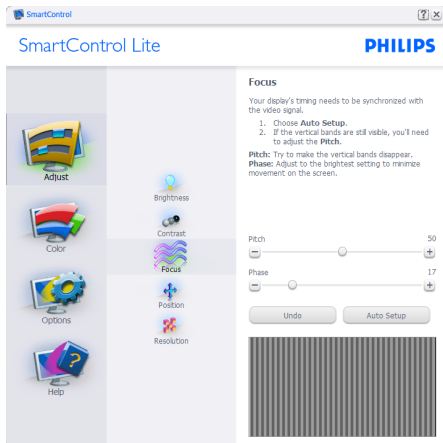 SmartControl
SmartControl Lite
PHILIPS
Adjust
Color
Options
Help
Brightness
Contrast
Focus
Position
Resolution
Focus
Your display's timing needs to be synchronized with
the video signal.
1. Choose Auto Setup.
2. If the vertical bands are still visible, you'll need
to adjust the Pitch.
Pitch: Try to make the vertical bands disappear.
Phase: Adjust to the brightest setting to minimize
movement on the screen.
Pitch 50
Phase 17
Undo Auto Setup